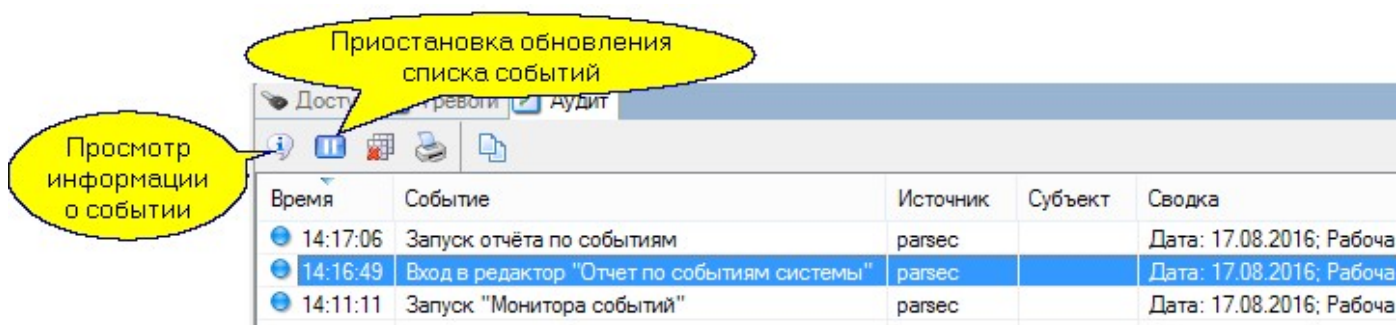 Приостановка обновления
списка событий
Аудит
Просмотр
информации
о событии
Время Событие Источник Субъект Сводка
14:17:06 Запуск отчёта по событиям parsec Дата: 17.08.2016; Рабоча
14:16:49 Вход в редактор "Отчет по событиям системы" parsec Дата: 17.08.2016; Рабоча
14:11:11 Запуск "Монитора событий" parsec Дата: 17.08.2016; Рабоча